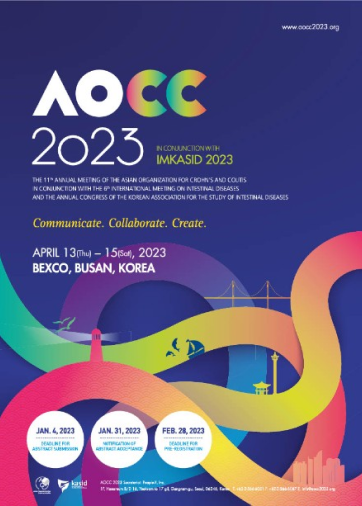 www.aocc2023.org
AOCC
2023
IN CONJUNCTION WITH
IMKASID 2023
THE 11th ANNUAL MEETING OF THE ASIAN ORGANIZATION FOR CROHN'S AND COLITIS
IN CONJUNCTION WITH THE 6th INTERNATIONAL MEETING ON INTESTINAL DISEASES
AND THE ANNUAL CONGRESS OF THE KOREAN ASSOCIATION FOR THE STUDY OF INTESTINAL DISEASES
Communicate. Collaborate. Create.
APRIL 13(Thu) – 15(Sat), 2023
BEXCO, BUSAN, KOREA
JAN. 4, 2023
DEADLINE FOR
ABSTRACT SUBMISSION
JAN. 31, 2023
NOTIFICATION OF
ABSTRACT ACCEPTANCE
FEB. 28, 2023
DEADLINE FOR
PRE-REGISTRATION
kasid
AOCC 2023 Secretariat